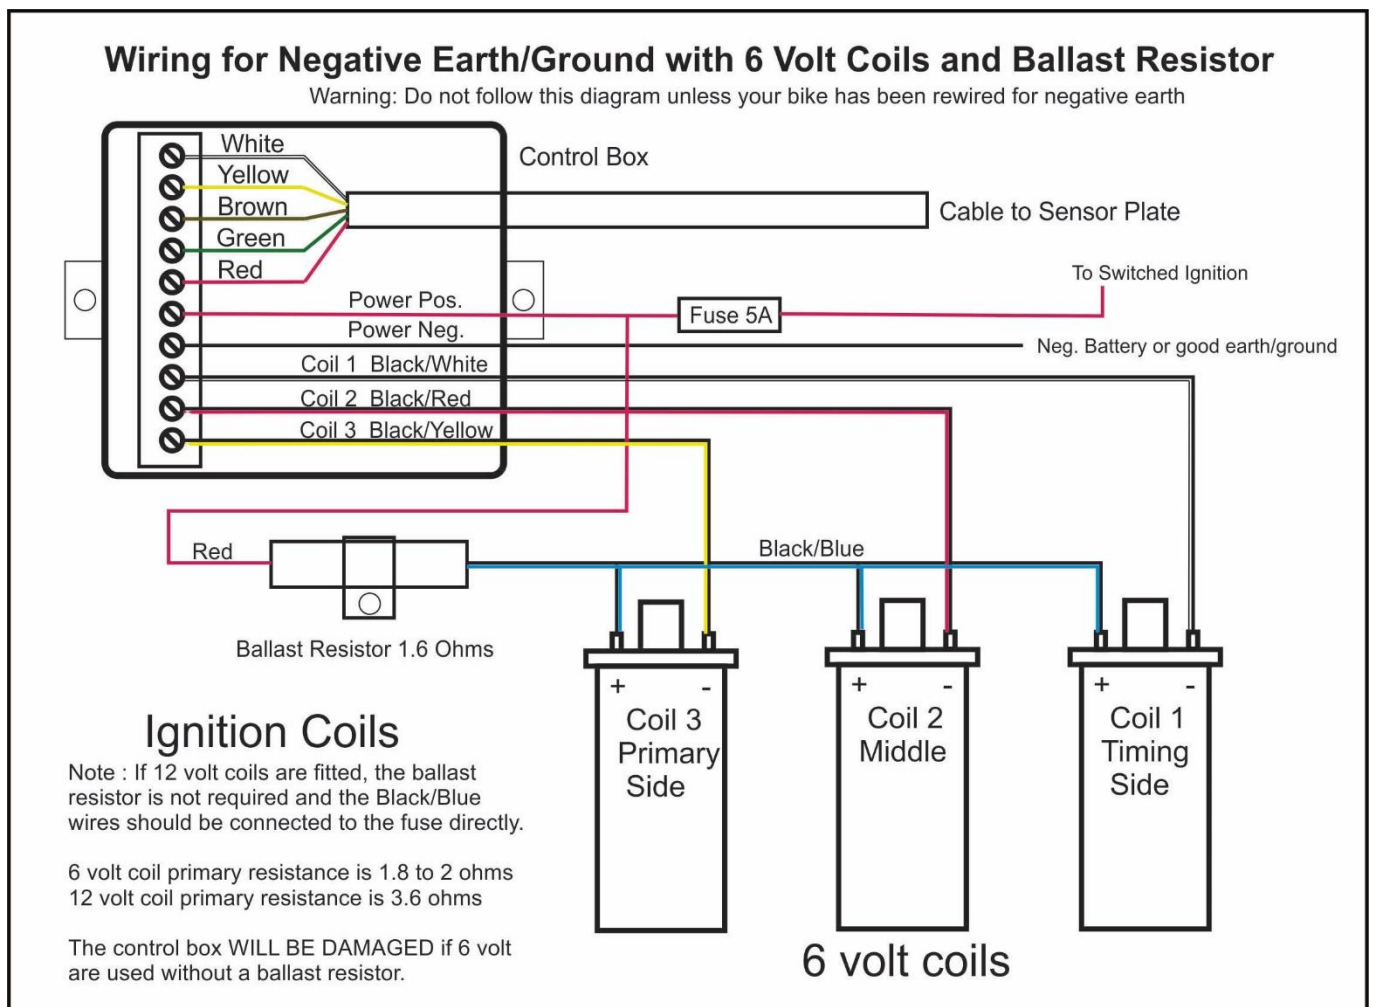 Wiring for Negative Earth/Ground with 6 Volt Coils and Ballast Resistor
Warning: Do not follow this diagram unless your bike has been rewired for negative earth
White
Yellow
Brown
Green
Red
Control Box
Cable to Sensor Plate
To Switched Ignition
Power Pos.
Fuse 5A
Power Neg.
Neg. Battery or good earth/ground
Coil 1 Black/White
Coil 2 Black/Red
Coil 3 Black/Yellow
Red
Black/Blue
Ballast Resistor 1.6 Ohms
+ -
Coil 3
Primary
Side
+ -
Coil 2
Middle
+ -
Coil 1
Timing
Side
6 volt coils
Ignition Coils
Note : If 12 volt coils are fitted, the ballast
resistor is not required and the Black/Blue
wires should be connected to the fuse directly.
6 volt coil primary resistance is 1.8 to 2 ohms
12 volt coil primary resistance is 3.6 ohms
The control box WILL BE DAMAGED if 6 volt
are used without a ballast resistor.